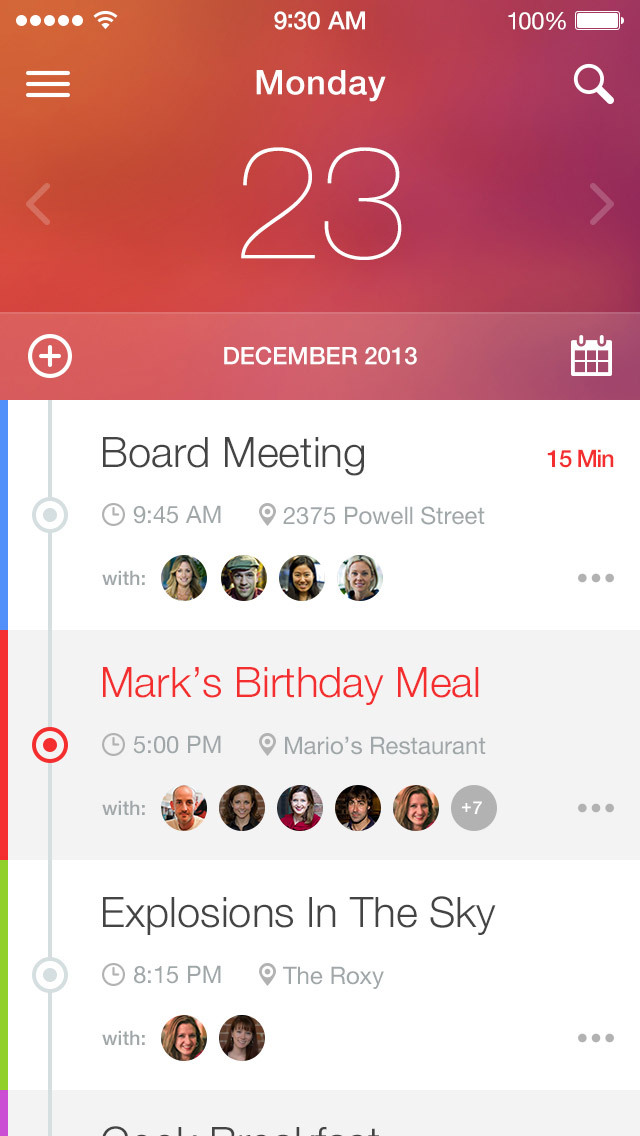 9:30 AM 100%
Monday
23
DECEMBER 2013
Board Meeting
15 Min
9:45 AM 2375 Powell Street
with:
Mark’s Birthday Meal
5:00 PM Mario’s Restaurant
with: +7
Explosions In The Sky
8:15 PM The Roxy
with:
Geek Breakfast